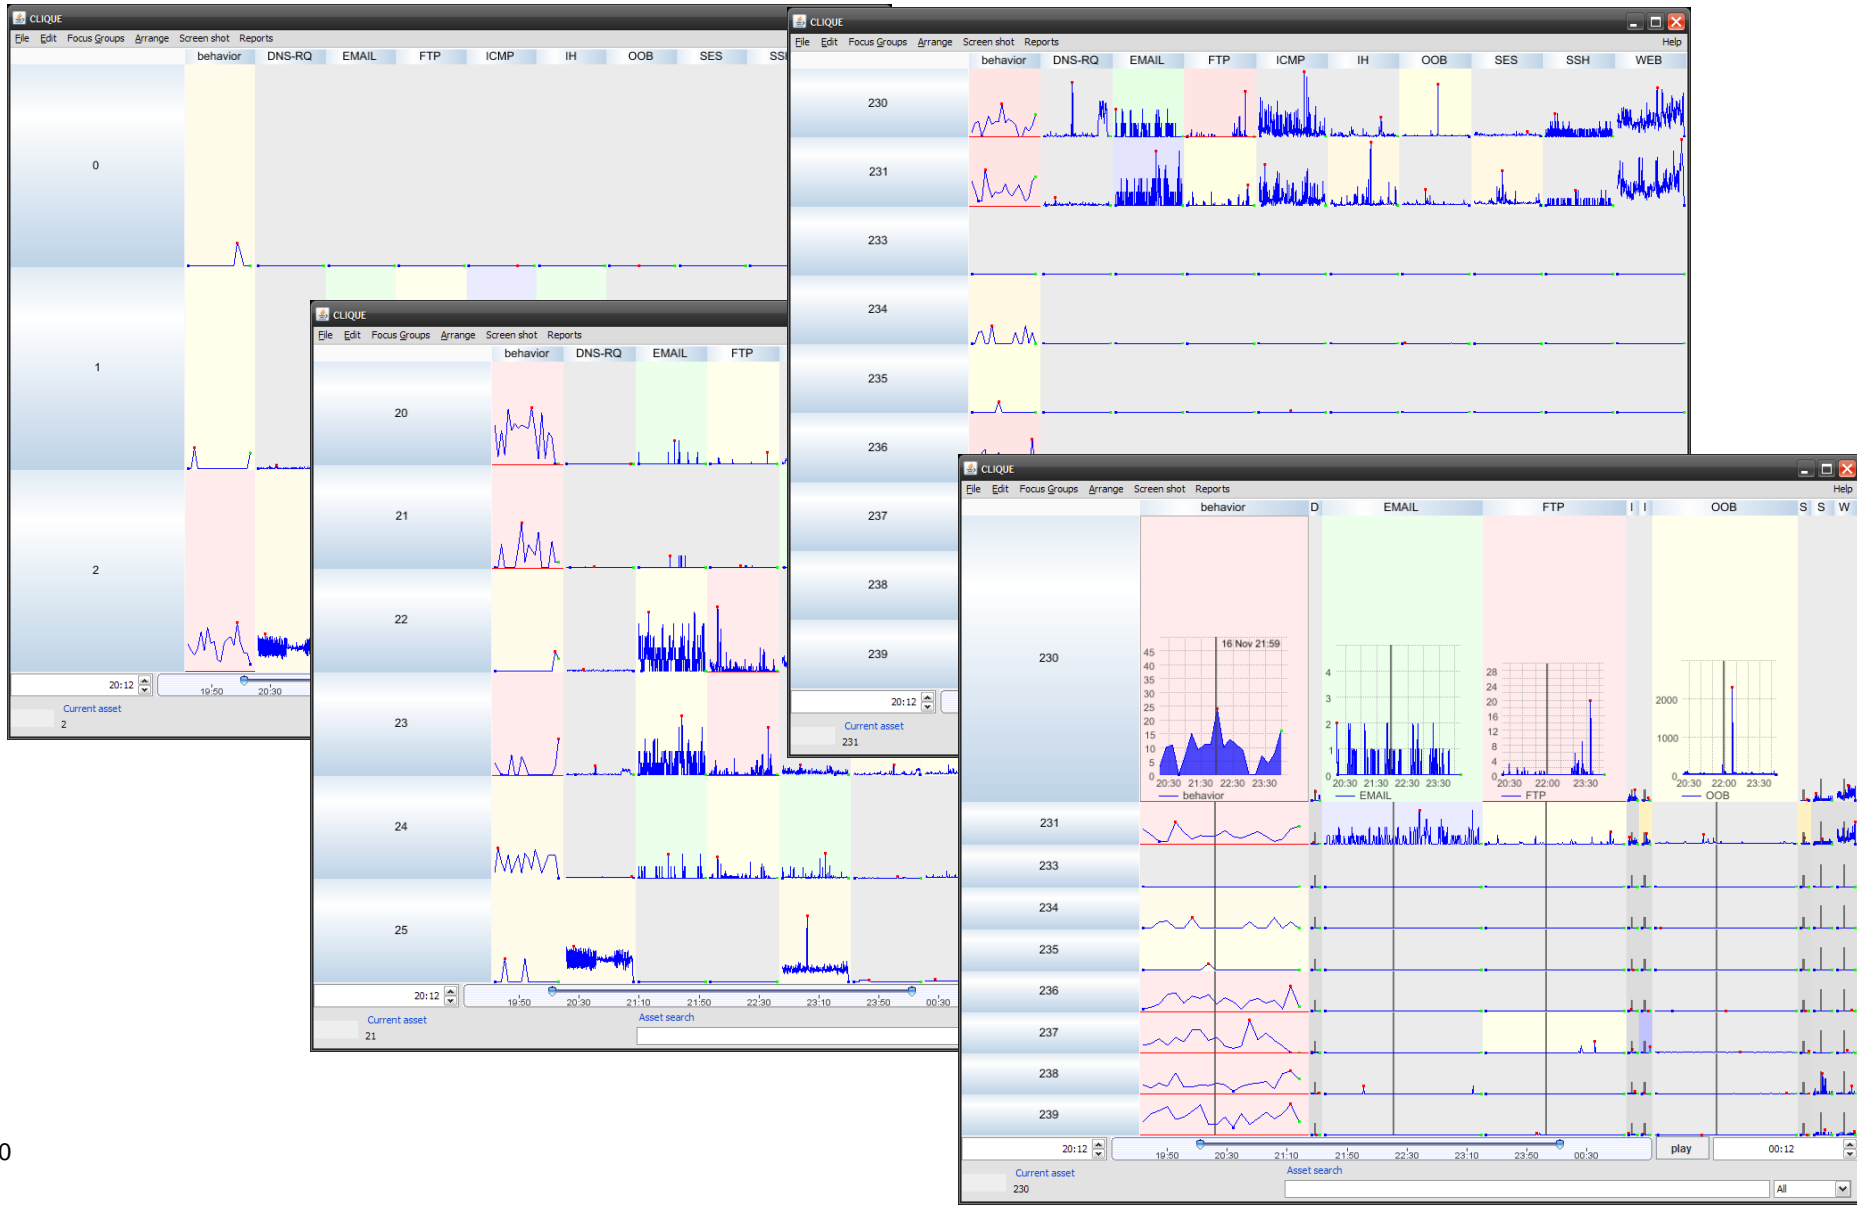 CLIQUE
File Edit Focus Groups Arrange Screen shot Reports
behavior DNS-RQ EMAIL FTP ICMP IH OOB SES SSH
0
1
2
20:12 19:50 20:30
Current asset
2
CLIQUE
File Edit Focus Groups Arrange Screen shot Reports
behavior DNS-RQ EMAIL FTP
20
21
22
23
24
25
20:12 19:50 20:30 21:10 21:50 22:30 23:10 23:50 00:30
Current asset Asset search
21
CLIQUE
File Edit Focus Groups Arrange Screen shot Reports Help
behavior DNS-RQ EMAIL FTP ICMP IH OOB SES SSH WEB
230
231
233
234
235
236
237
238
239
20:12
Current asset
231
CLIQUE
File Edit Focus Groups Arrange Screen shot Reports Help
behavior D EMAIL FTP I I OOB S S W
230
16 Nov 21:59
45
40
35
30
25
20
15
10
5
0
20:30 21:30 22:30 23:30
behavior
4
3
2
1
0
20:30 21:30 22:30 23:30
EMAIL
28
24
20
16
12
8
4
0
20:30 22:00 23:30
FTP
2000
1000
0
20:30 22:00 23:30
OOB
231
233
234
235
236
237
238
239
20:12 19:50 20:30 21:10 21:50 22:30 23:10 23:50 00:30 play 00:12
Current asset Asset search
230 All
0